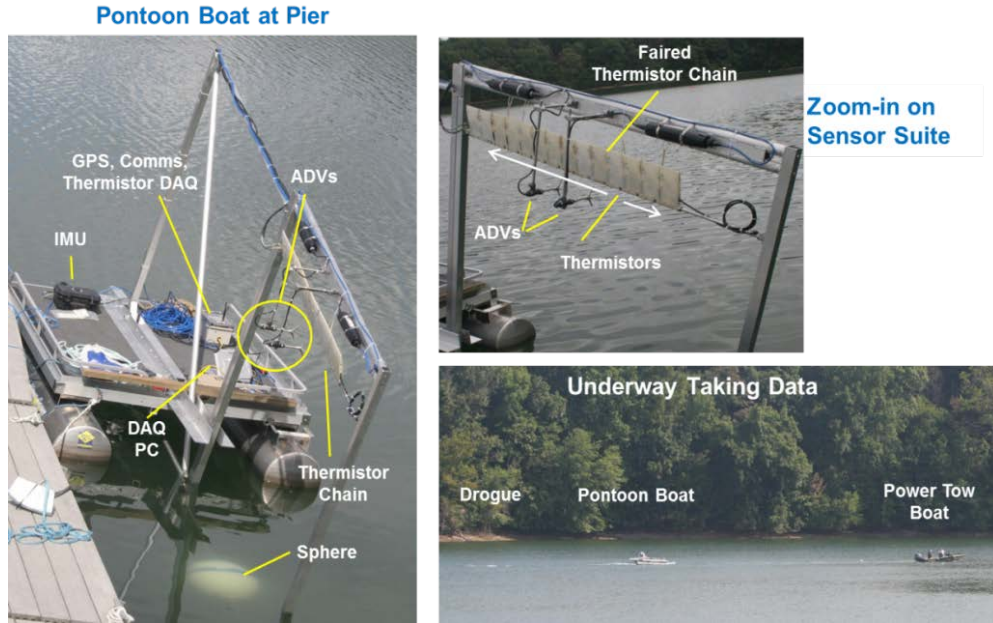 Pontoon Boat at Pier
GPS, Comms,
Thermistor DAQ
ADVs
IMU
DAQ
PC
Thermistor
Chain
Sphere
Faired
Thermistor Chain
ADVs
Thermistors
Zoom-in on
Sensor Suite
Underway Taking Data
Drogue
Pontoon Boat
Power Tow
Boat